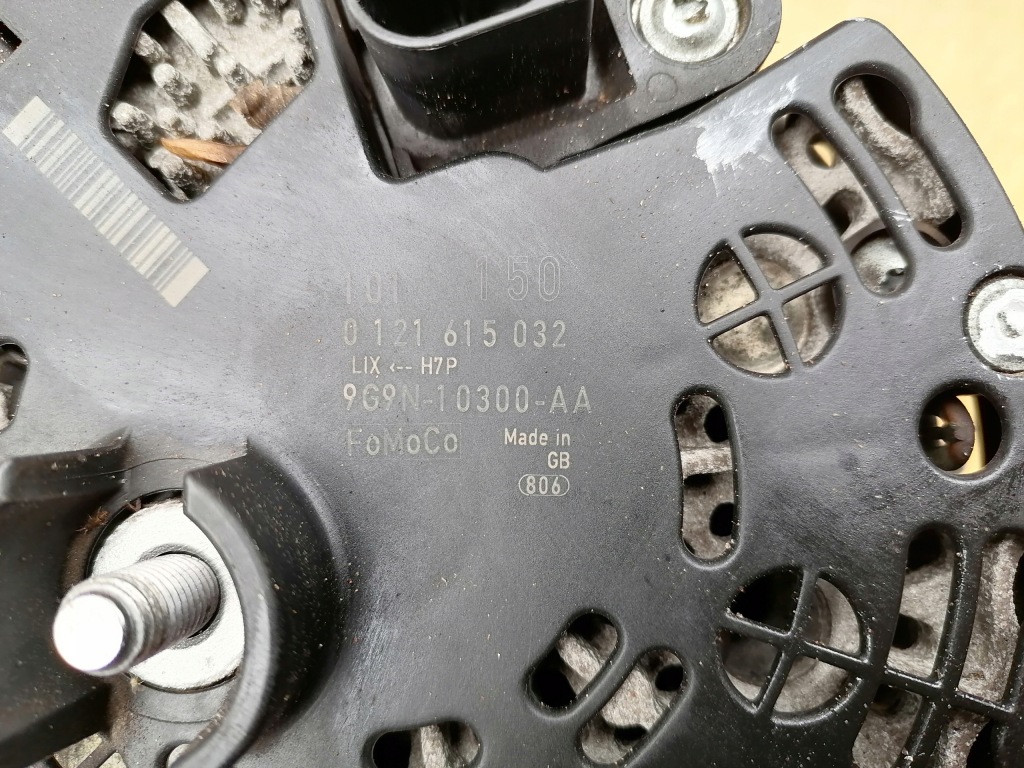 101 150
0 121 615 032
LIX <-- H7P
9G9N-10300-AA
FoMoCo
Made in
GB
806